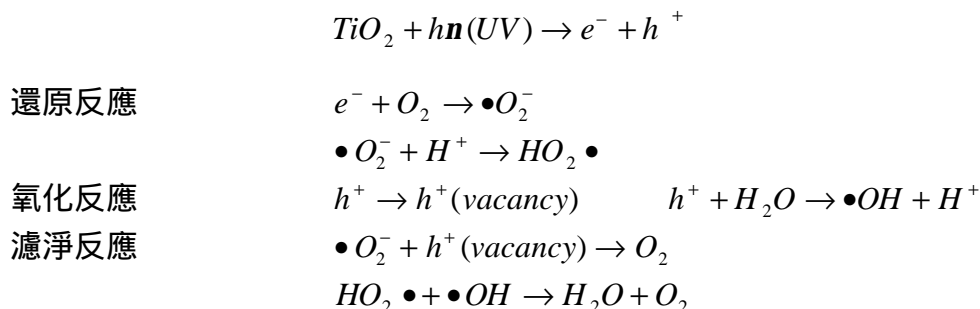 TiO₂ + hn(UV) → e⁻ + h⁺
還原反應 e⁻ + O₂ → •O₂⁻
•O₂⁻ + H⁺ → HO₂•
氧化反應 h⁺ → h⁺(vacancy) h⁺ + H₂O → •OH + H⁺
濾淨反應 •O₂⁻ + h⁺(vacancy) → O₂
HO₂• + •OH → H₂O + O₂